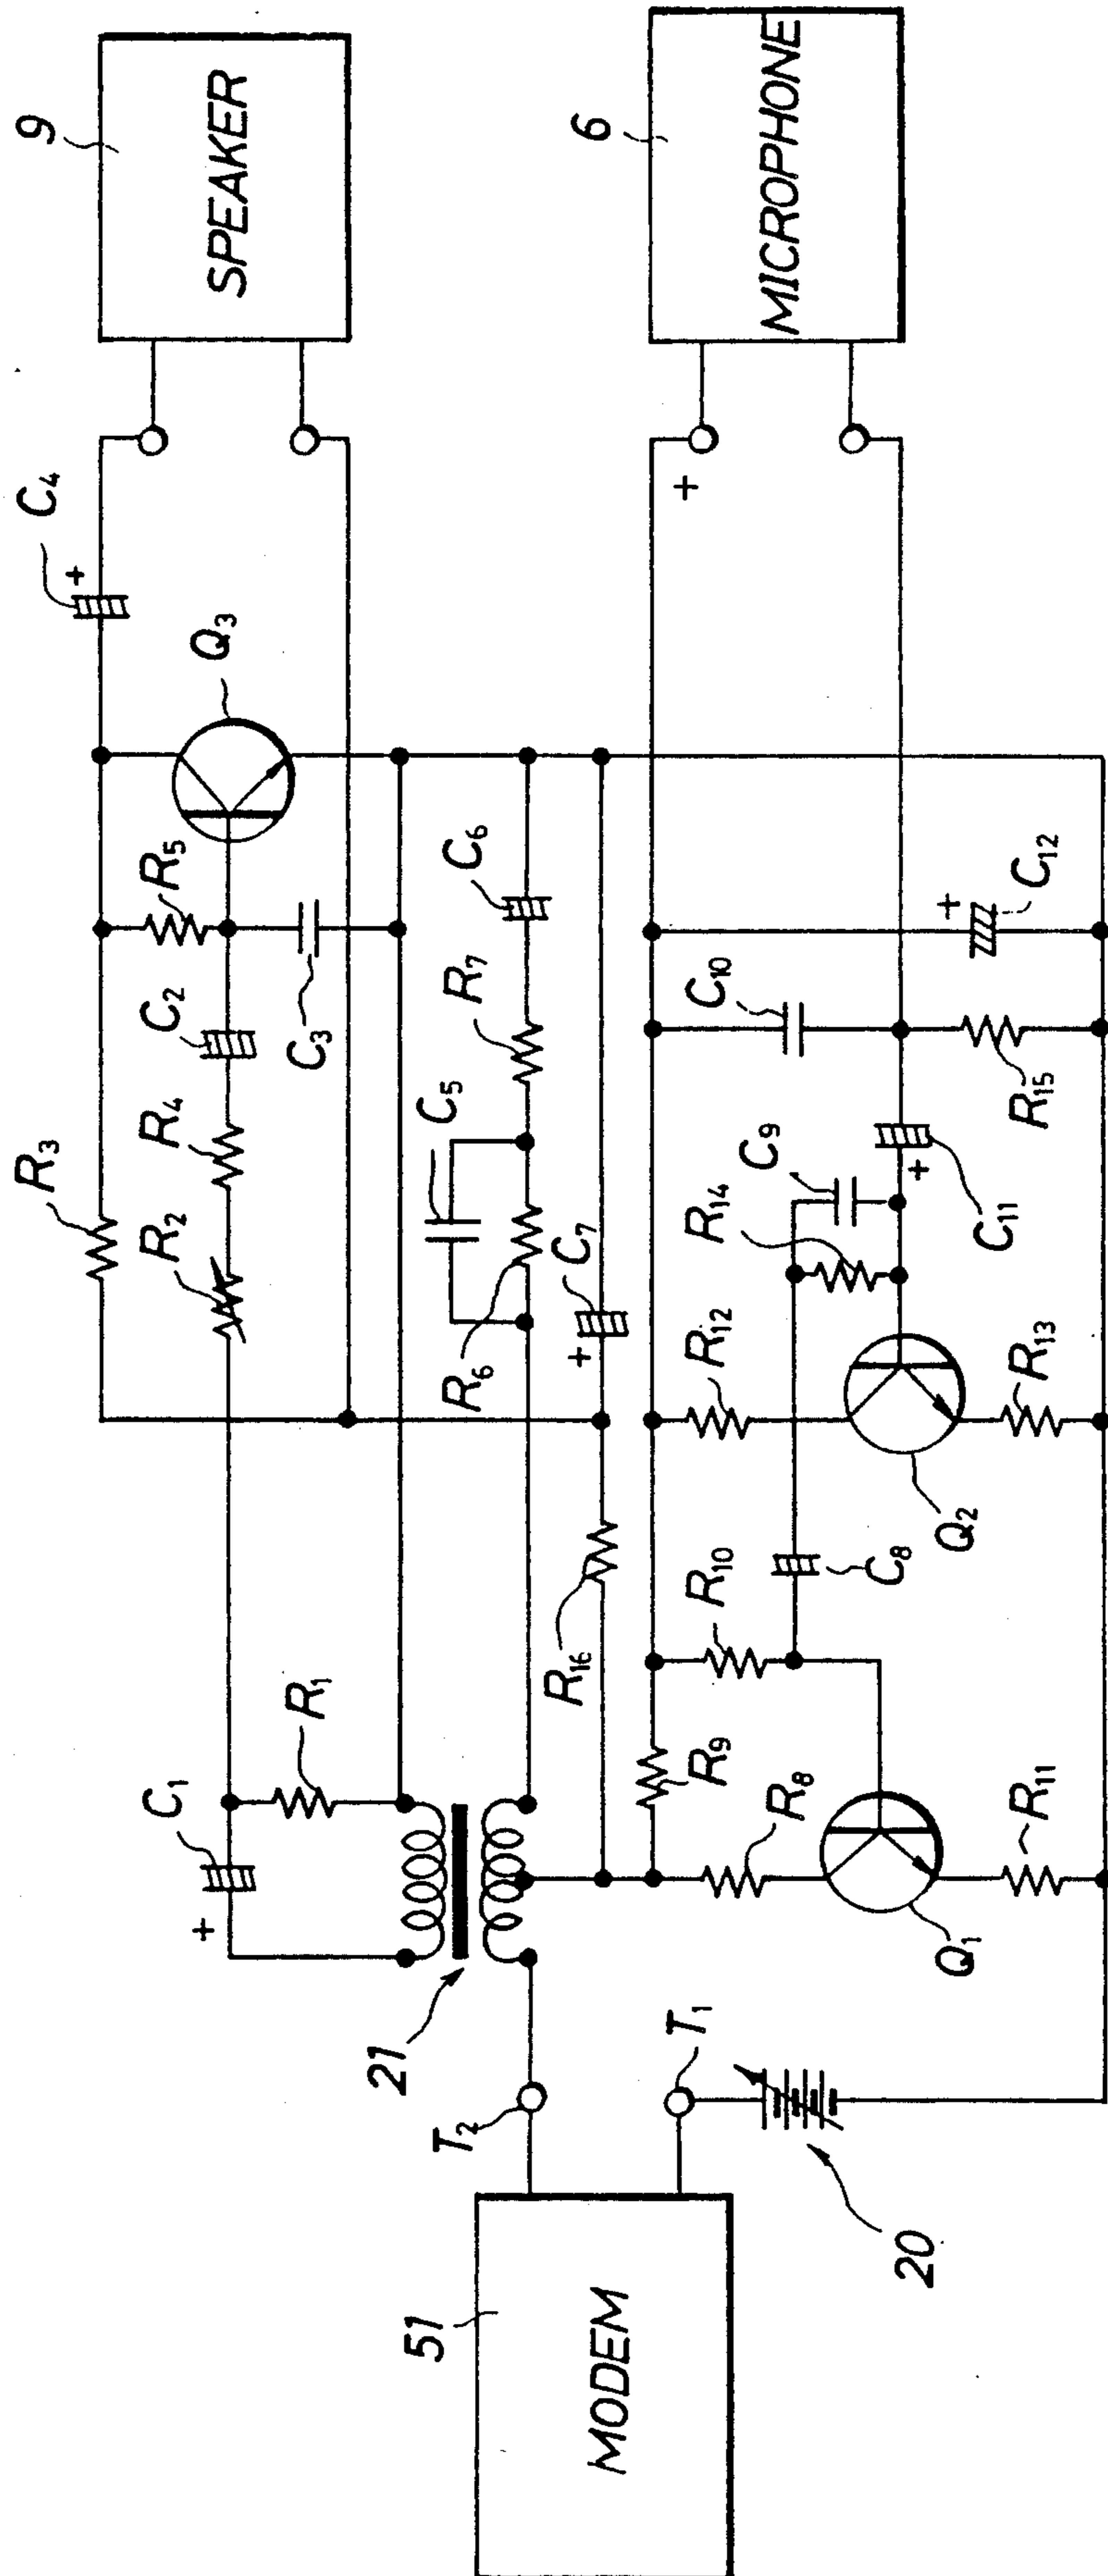 9
SPEAKER
C4
+
Q3
R5
C2
R4
R2
R3
C3
C1
+
R1
21
C6
R7
C5
R6
C7
+
R16
6
MICROPHONE
+
C12
+
C10
R15
C9
R14
C11
+
R12
R13
Q2
C8
R10
R9
R8
R11
Q1
T2
T1
20
51
MODEM